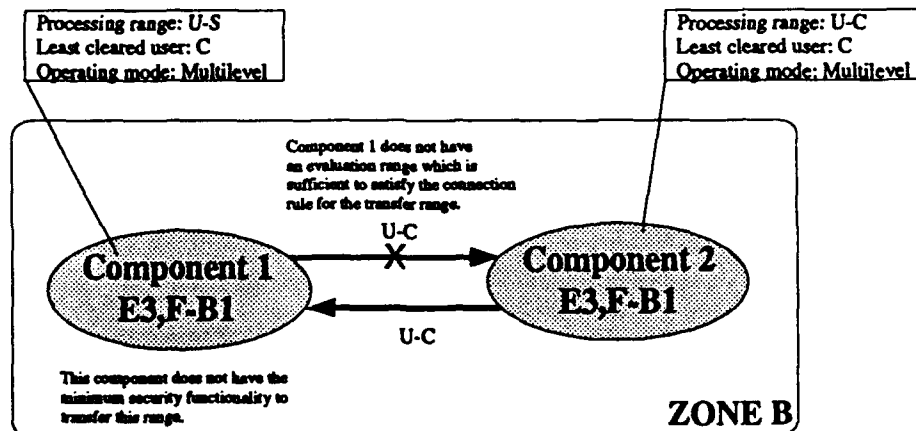 Processing range: U-S
Least cleared user: C
Operating mode: Multilevel
Processing range: U-C
Least cleared user: C
Operating mode: Multilevel
Component 1 does not have
an evaluation range which is
sufficient to satisfy the connection
rule for the transfer range.
U-C
X
Component 1
E3,F-B1
Component 2
E3,F-B1
U-C
This component does not have the
minimum security functionality to
transfer this range.
ZONE B